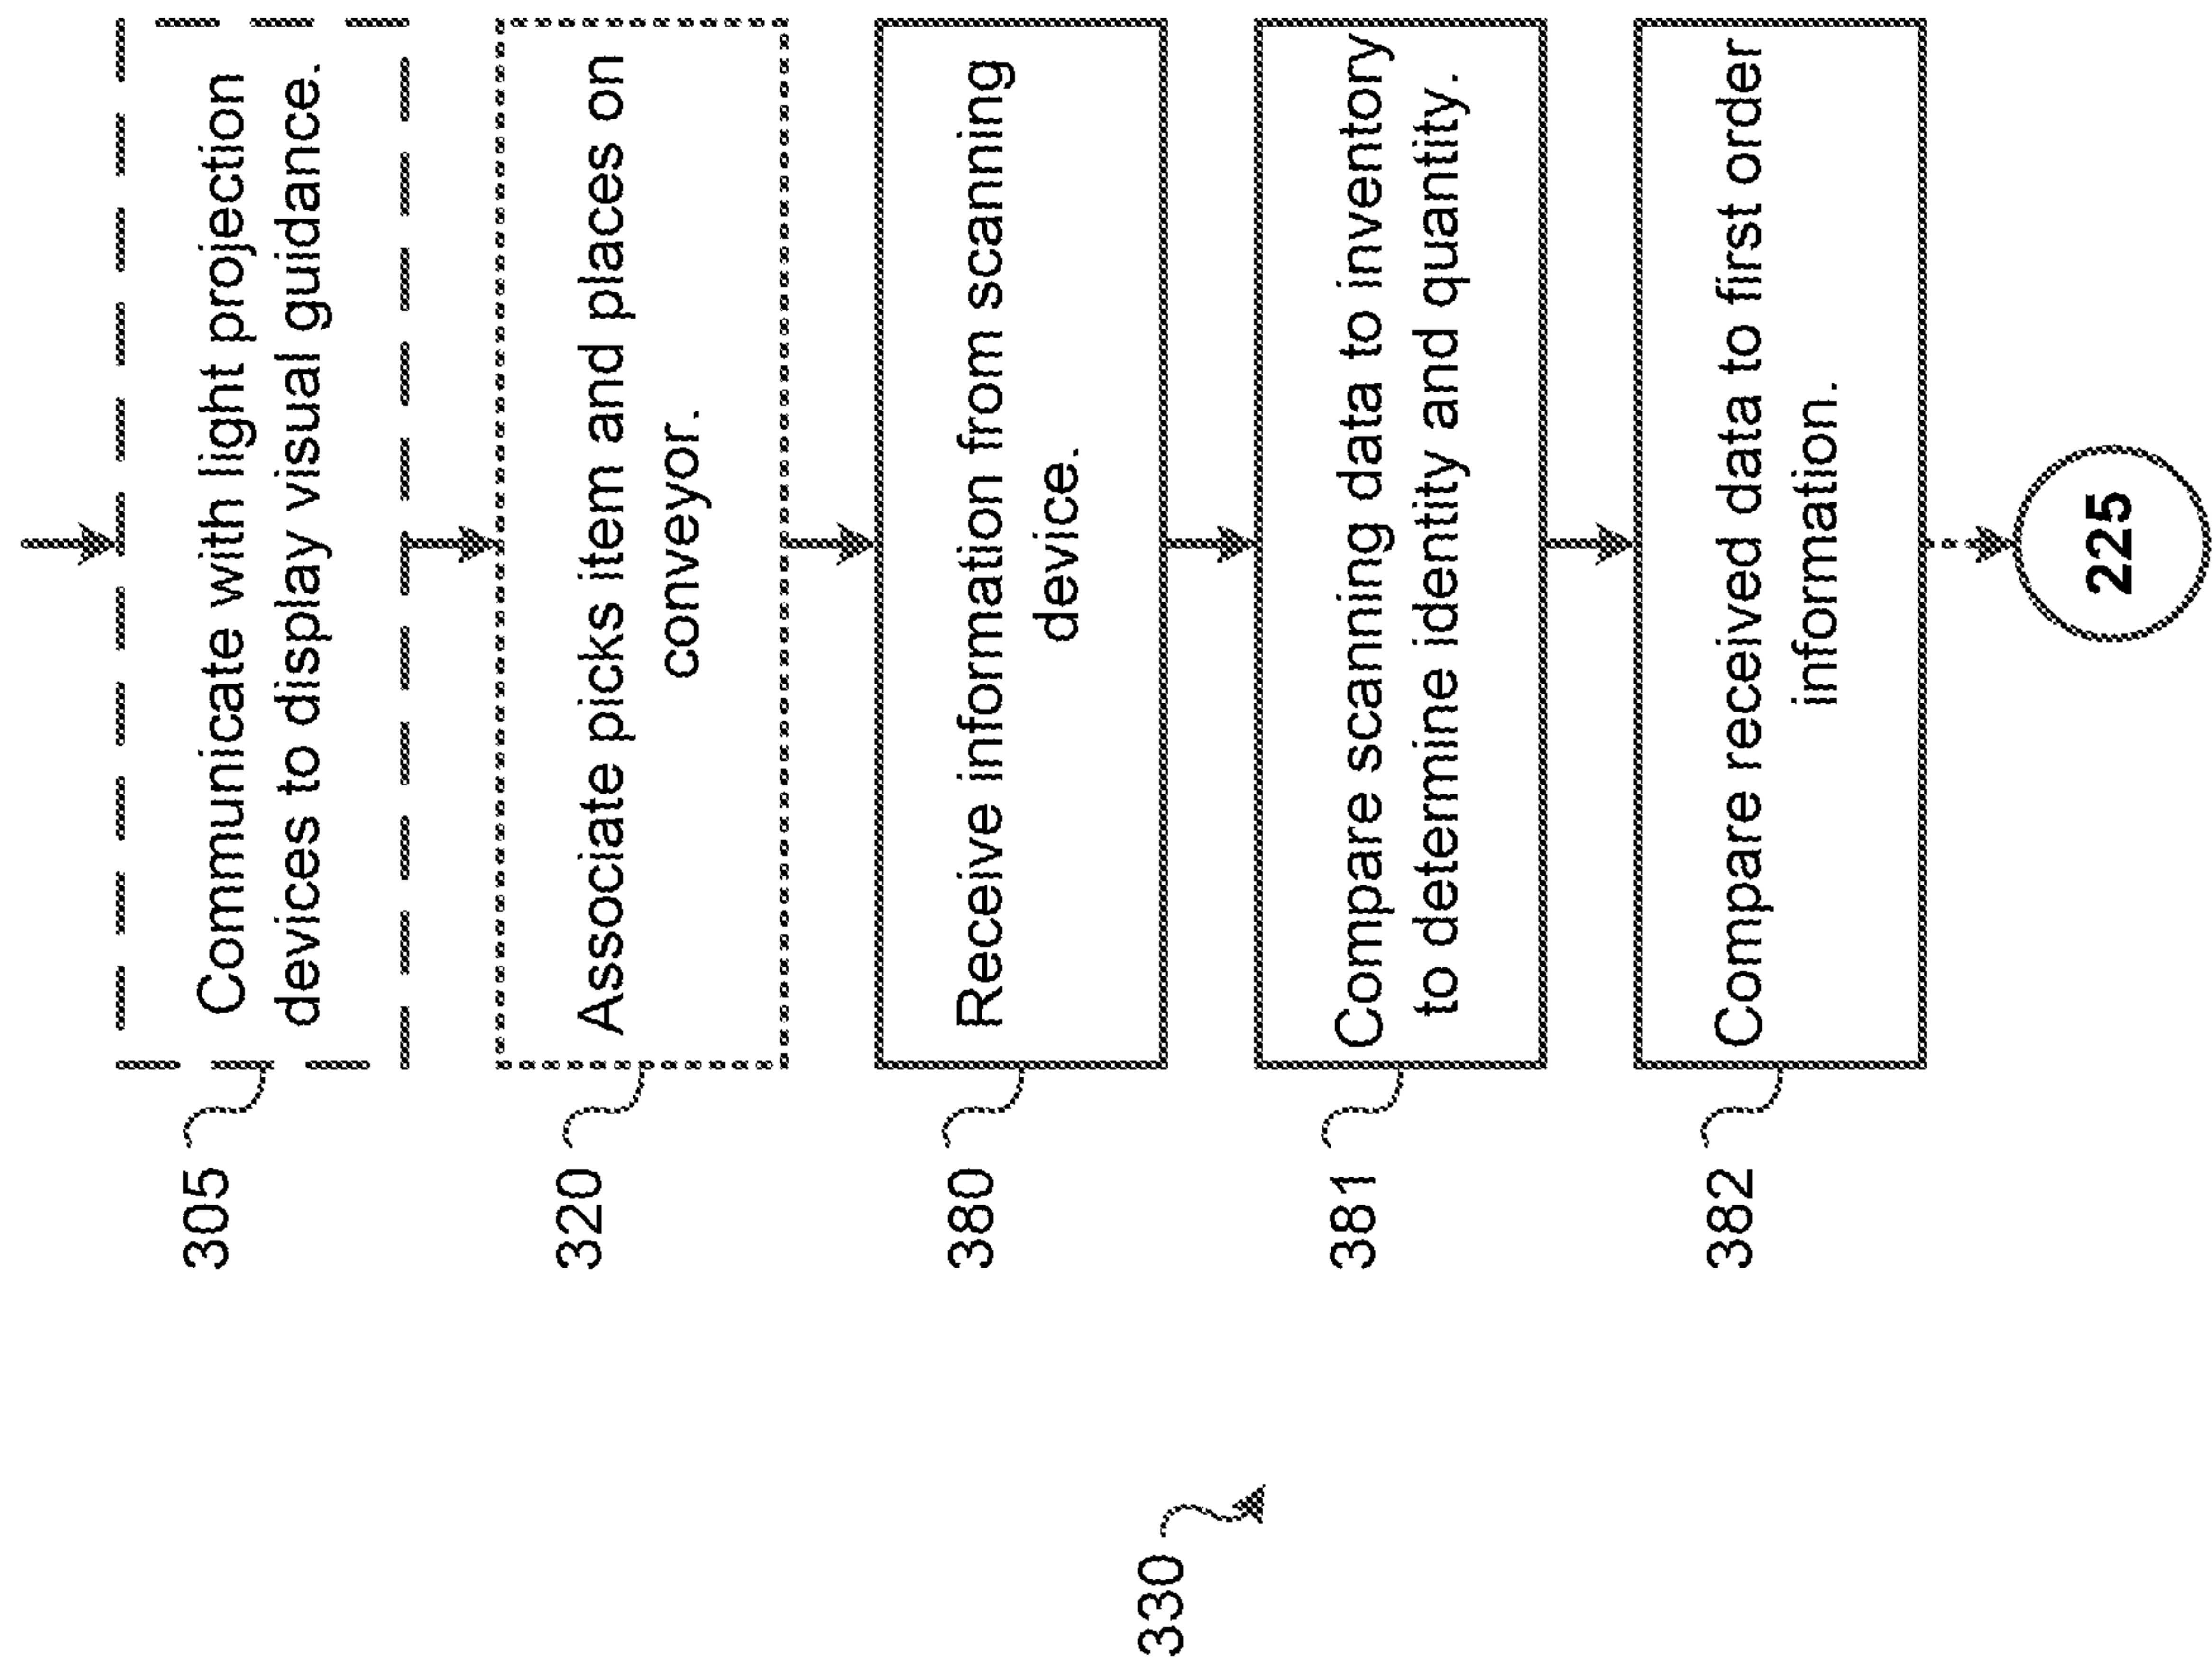 305
Communicate with light projection
devices to display visual guidance.
320
Associate picks item and places on
conveyor.
380
Receive information from scanning
device.
381
Compare scanning data to inventory
to determine identity and quantity.
382
Compare received data to first order
information.
225
330